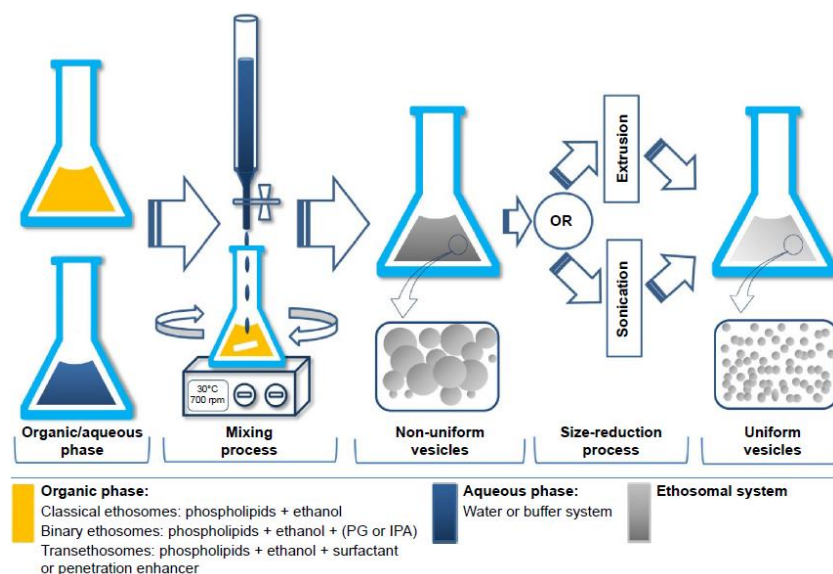 Extrusion
OR
Sonication
30°C
700 rpm
Organic/aqueous
phase
Mixing
process
Non-uniform
vesicles
Size-reduction
process
Uniform
vesicles
Organic phase:
Classical ethosomes: phospholipids + ethanol
Binary ethosomes: phospholipids + ethanol + (PG or IPA)
Transethosomes: phospholipids + ethanol + surfactant
or penetration enhancer
Aqueous phase:
Water or buffer system
Ethosomal system